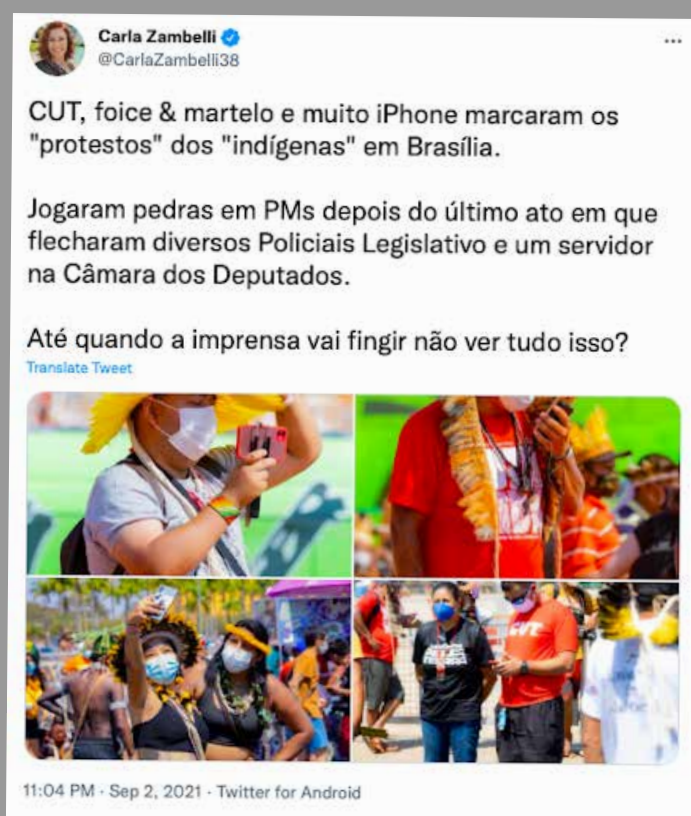 Carla Zambelli
@CarlaZambelli38
CUT, foice & martelo e muito iPhone marcaram os
"protestos" dos "indígenas" em Brasília.
Jogaram pedras em PMs depois do último ato em que
flecharam diversos Policiais Legislativo e um servidor
na Câmara dos Deputados.
Até quando a imprensa vai fingir não ver tudo isso?
Translate Tweet
CUT
11:04 PM · Sep 2, 2021 · Twitter for Android